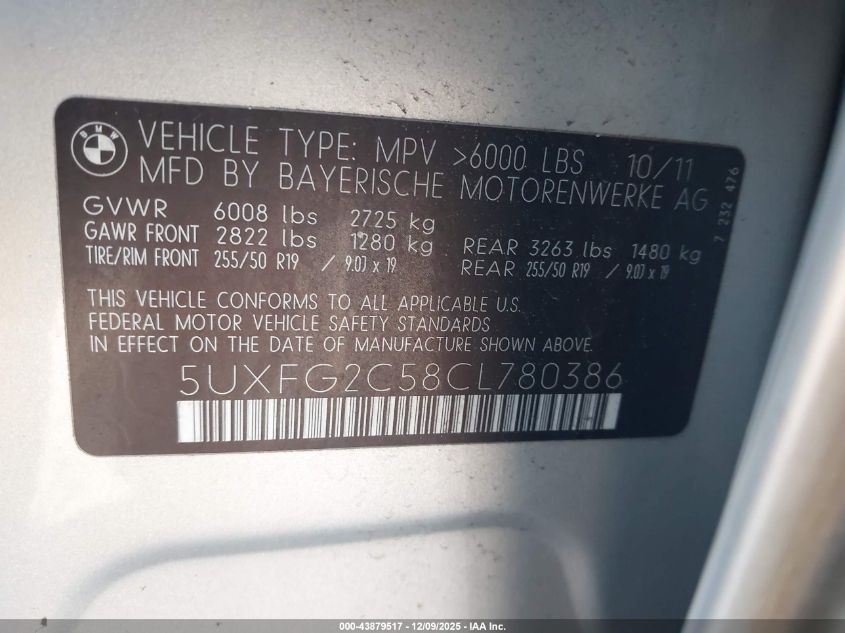 BMW
VEHICLE TYPE: MPV >6000 LBS 10/11
MFD BY BAYERISCHE MOTORENWERKE AG
7 232 476
GVWR 6008 lbs 2725 kg
GAWR FRONT 2822 lbs 1280 kg REAR 3263 lbs 1480 kg
TIRE/RIM FRONT 255/50 R19 / 9.0J x 19 REAR 255/50 R19 / 9.0J x 19
THIS VEHICLE CONFORMS TO ALL APPLICABLE U.S.
FEDERAL MOTOR VEHICLE SAFETY STANDARDS
IN EFFECT ON THE DATE OF MANUFACTURE SHOWN ABOVE.
5UXFG2C58CL780386
000-43879517 - 12/09/2025 - IAA Inc.